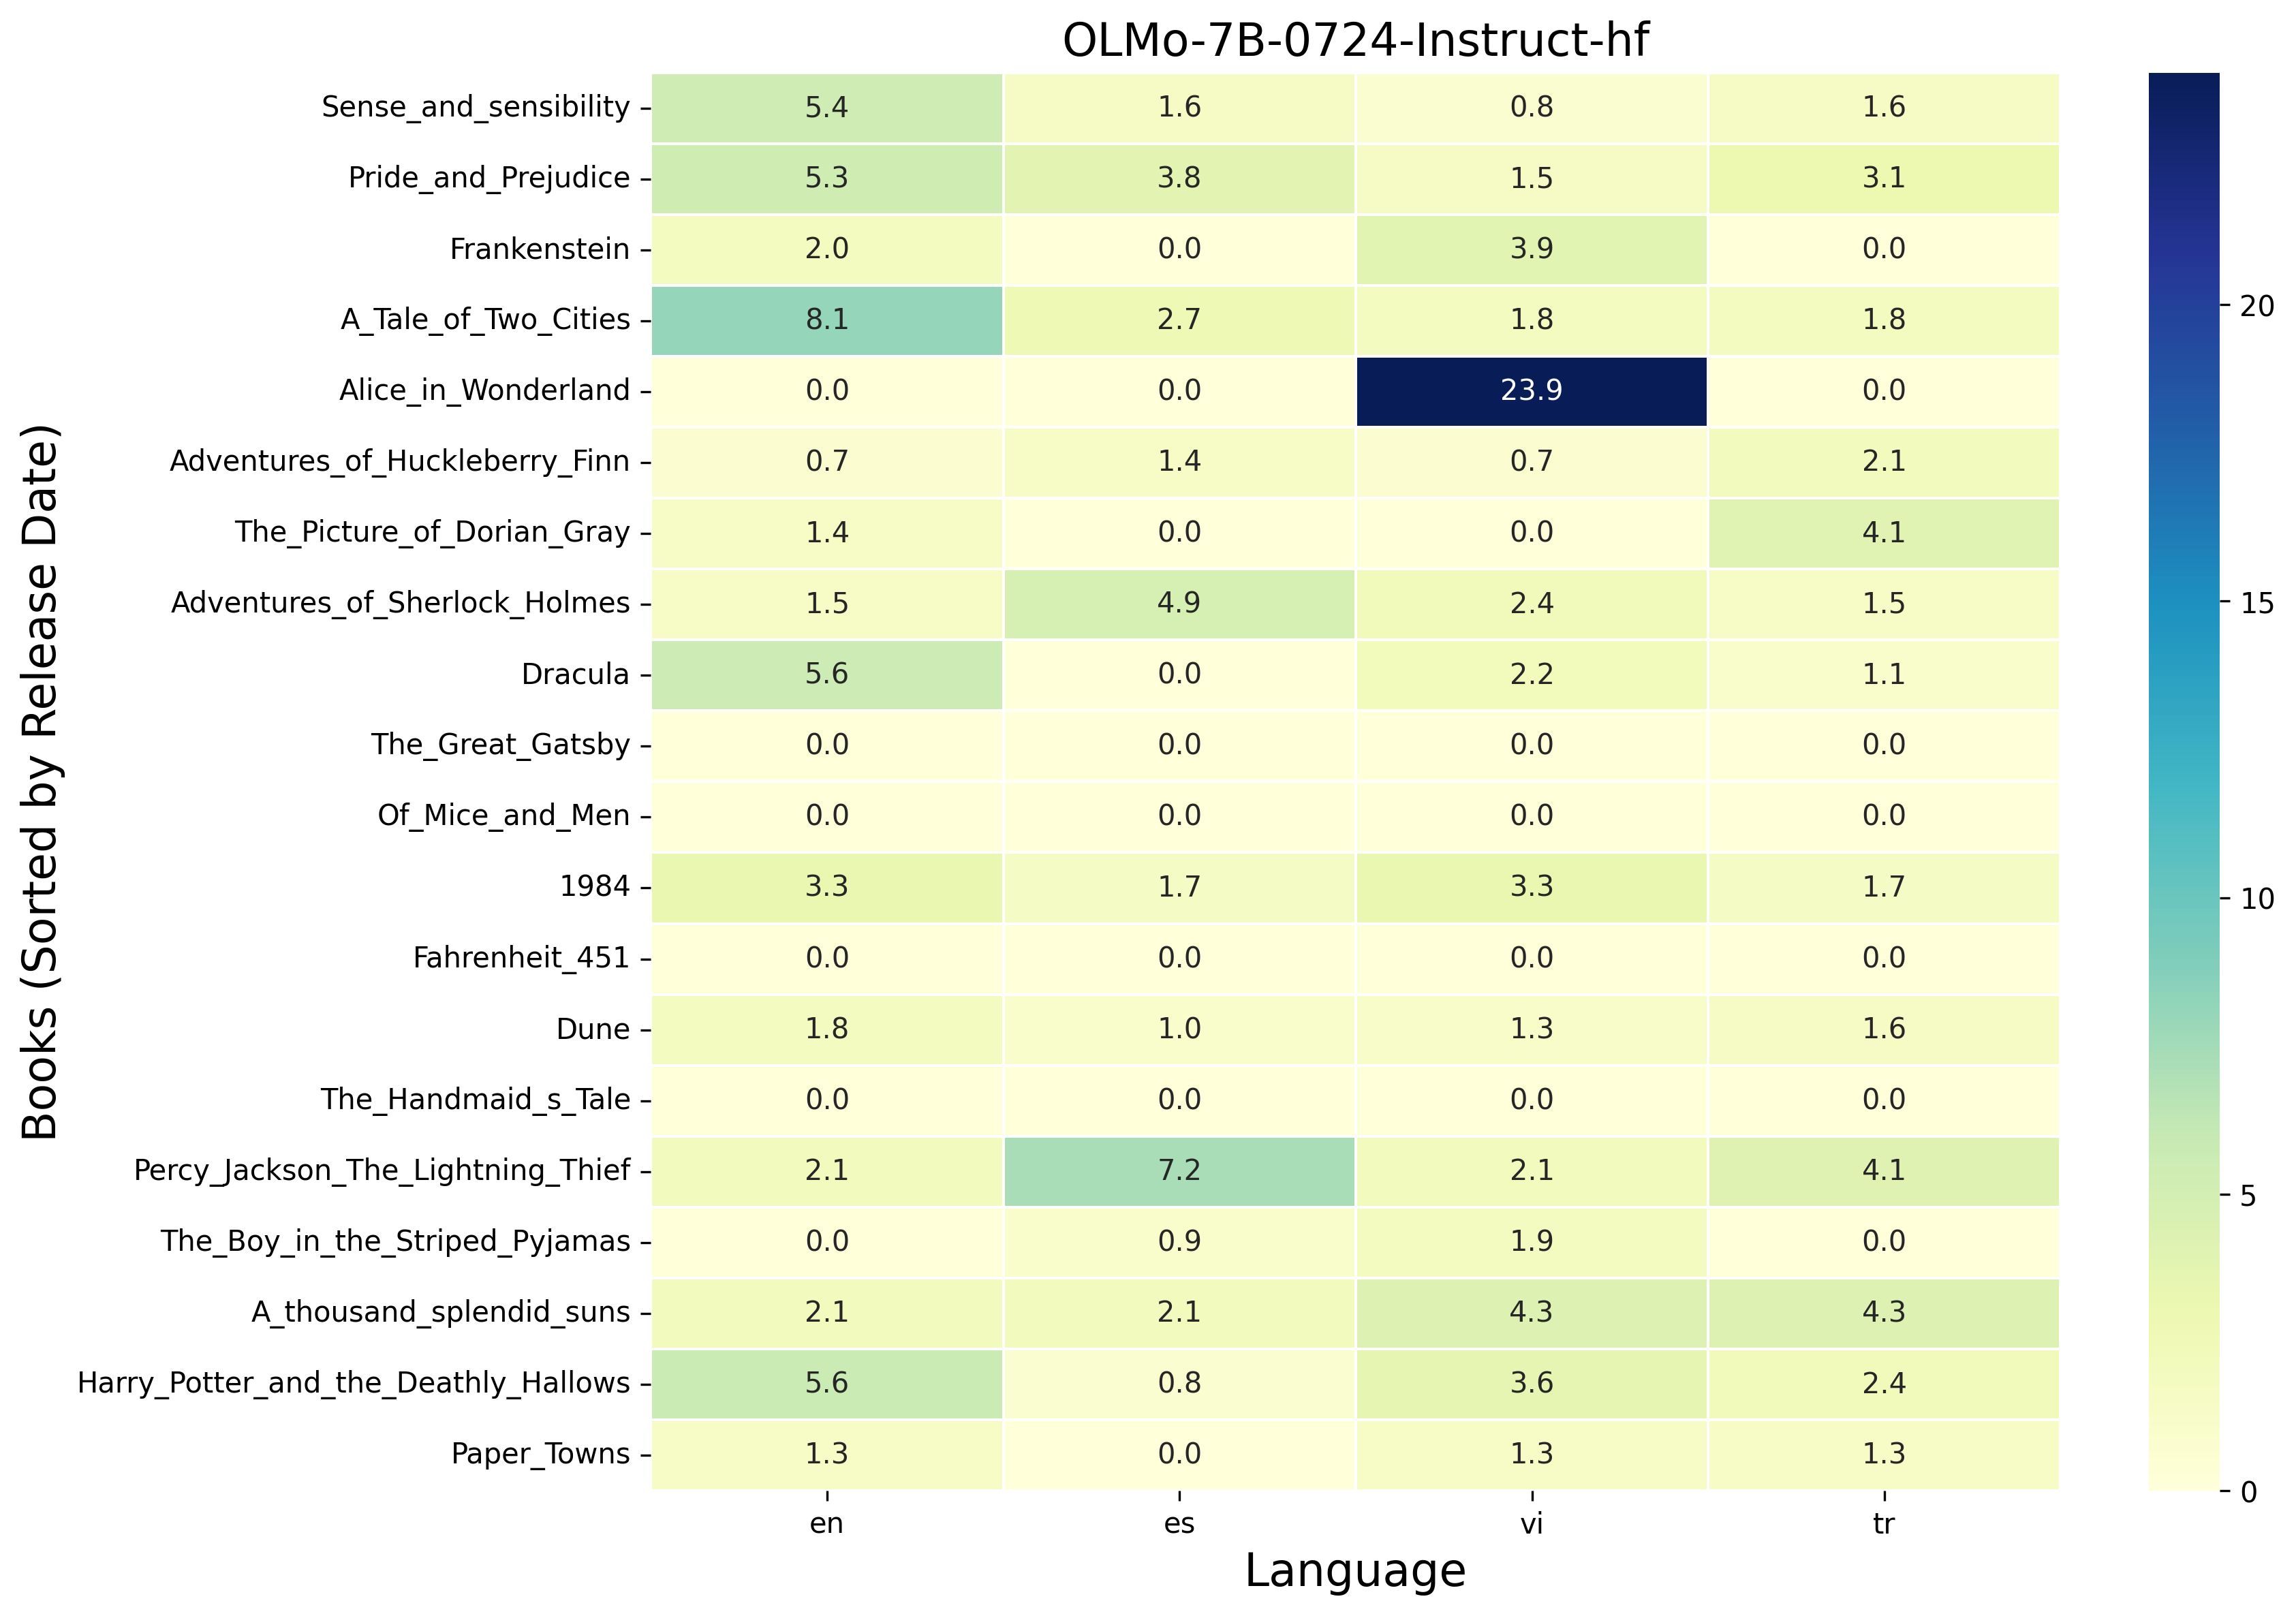 OLMo-7B-0724-Instruct-hf
Books (Sorted by Release Date)
Sense_and_sensibility 5.4 1.6 0.8 1.6
Pride_and_Prejudice 5.3 3.8 1.5 3.1
Frankenstein 2.0 0.0 3.9 0.0
A_Tale_of_Two_Cities 8.1 2.7 1.8 1.8
Alice_in_Wonderland 0.0 0.0 23.9 0.0
Adventures_of_Huckleberry_Finn 0.7 1.4 0.7 2.1
The_Picture_of_Dorian_Gray 1.4 0.0 0.0 4.1
Adventures_of_Sherlock_Holmes 1.5 4.9 2.4 1.5
Dracula 5.6 0.0 2.2 1.1
The_Great_Gatsby 0.0 0.0 0.0 0.0
Of_Mice_and_Men 0.0 0.0 0.0 0.0
1984 3.3 1.7 3.3 1.7
Fahrenheit_451 0.0 0.0 0.0 0.0
Dune 1.8 1.0 1.3 1.6
The_Handmaid_s_Tale 0.0 0.0 0.0 0.0
Percy_Jackson_The_Lightning_Thief 2.1 7.2 2.1 4.1
The_Boy_in_the_Striped_Pyjamas 0.0 0.9 1.9 0.0
A_thousand_splendid_suns 2.1 2.1 4.3 4.3
Harry_Potter_and_the_Deathly_Hallows 5.6 0.8 3.6 2.4
Paper_Towns 1.3 0.0 1.3 1.3
en es vi tr
Language
20
15
10
5
0